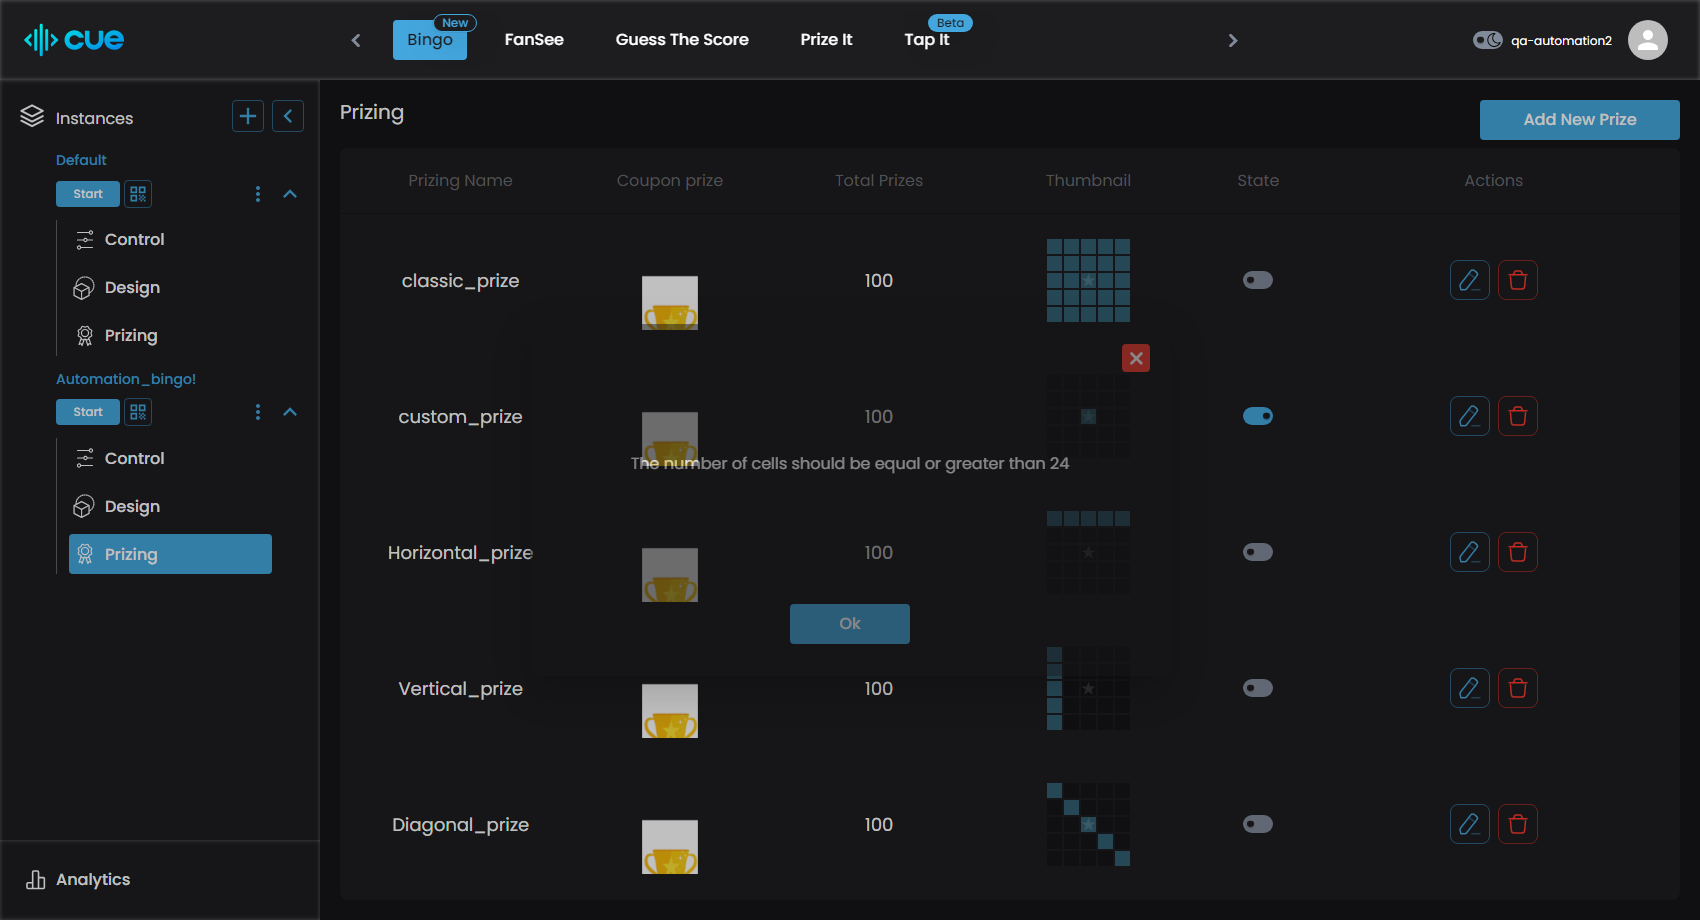 cue
Bingo
New
FanSee
Guess The Score
Prize It
Tap It
Beta
qa-automation2
Instances
Default
Start
Control
Design
Prizing
Automation_bingo!
Start
Control
Design
Prizing
Analytics
Prizing
Add New Prize
Prizing Name Coupon prize Total Prizes Thumbnail State Actions
classic_prize 100
custom_prize 100
The number of cells should be equal or greater than 24
Horizontal_prize 100
Ok
Vertical_prize 100
Diagonal_prize 100